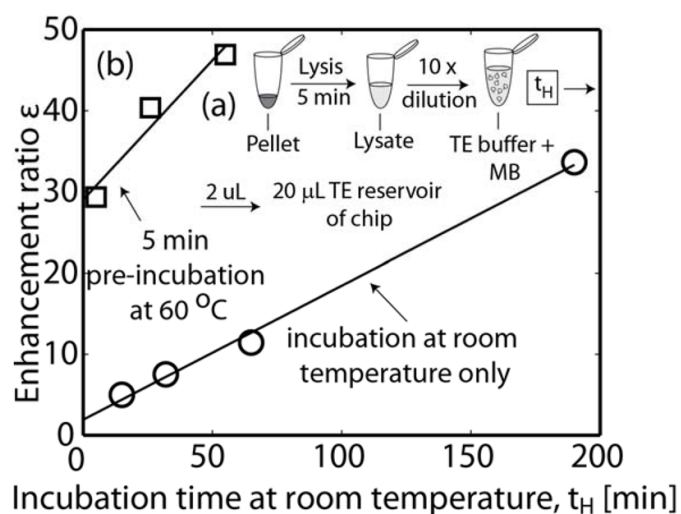 50
40
30
20
10
0
Enhancement ratio ε
(b)
(a)
Lysis
5 min
10 x
dilution
tH
Pellet
Lysate
TE buffer +
MB
2 uL
20 μL TE reservoir
of chip
5 min
pre-incubation
at 60 °C
incubation at room
temperature only
0 50 100 150 200
Incubation time at room temperature, tH [min]